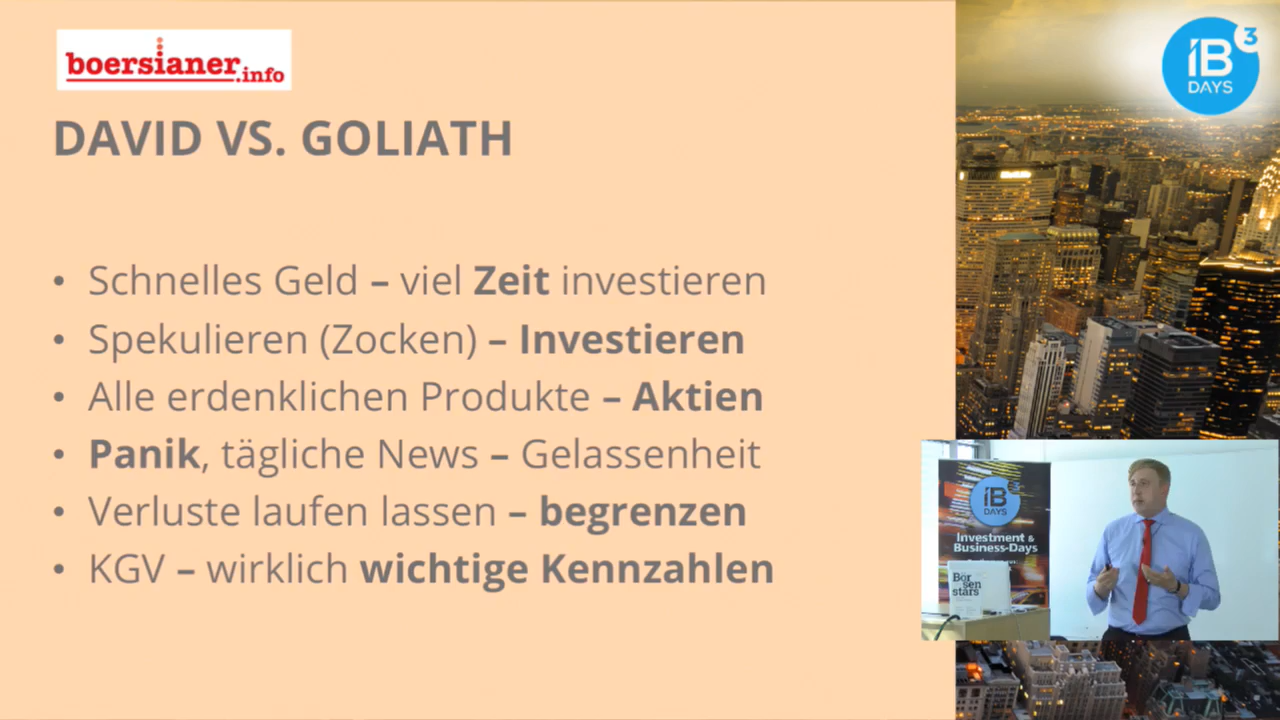 boersianer.info
DAVID VS. GOLIATH
• Schnelles Geld – viel Zeit investieren
• Spekulieren (Zocken) – Investieren
• Alle erdenklichen Produkte – Aktien
• Panik, tägliche News – Gelassenheit
• Verluste laufen lassen – begrenzen
• KGV – wirklich wichtige Kennzahlen
iB3
DAYS
iB3
DAYS
Investment &
Business-Days
Bör
sen
stars